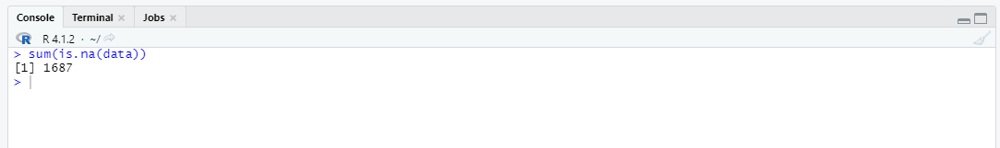 Console Terminal Jobs
R R 4.1.2 · ~/
> sum(is.na(data))
[1] 1687
>